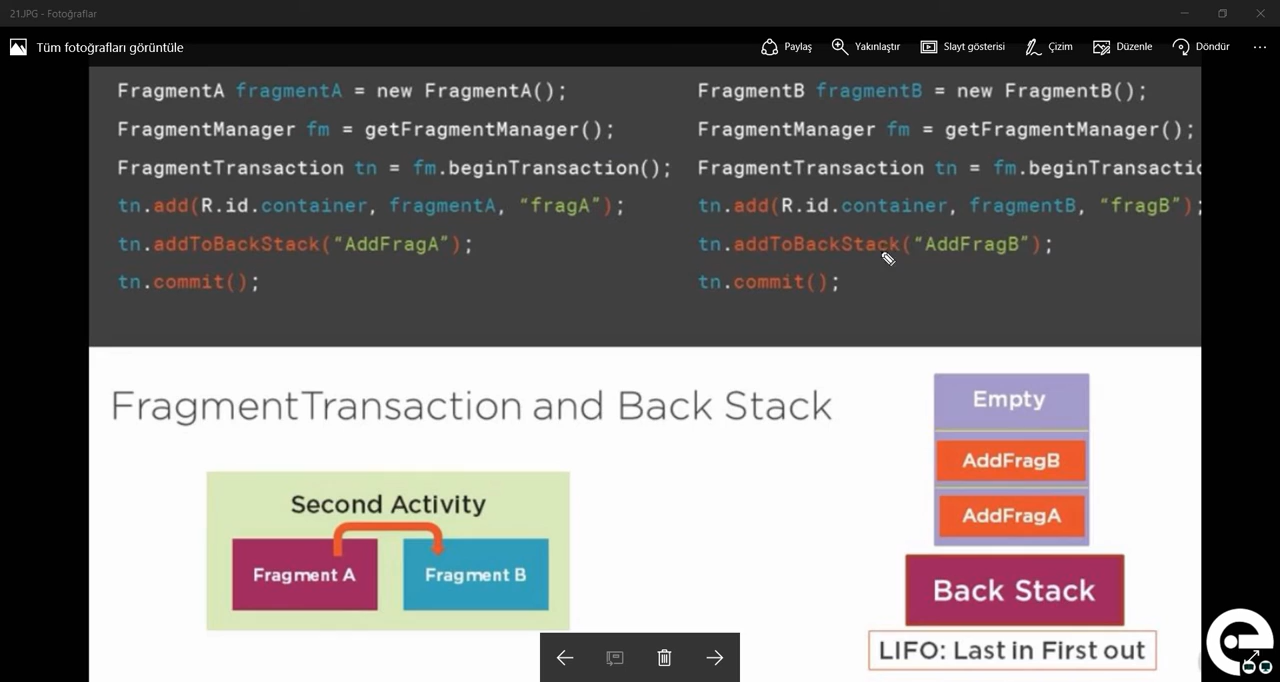 21.JPG - Fotoğraflar
Tüm fotoğrafları görüntüle
Paylaş
Yakınlaştır
Slayt gösterisi
Çizim
Düzenle
Döndür
FragmentA fragmentA = new FragmentA();
FragmentManager fm = getFragmentManager();
FragmentTransaction tn = fm.beginTransaction();
tn.add(R.id.container, fragmentA, “fragA”);
tn.addToBackStack(“AddFragA”);
tn.commit();
FragmentB fragmentB = new FragmentB();
FragmentManager fm = getFragmentManager();
FragmentTransaction tn = fm.beginTransactio
tn.add(R.id.container, fragmentB, “fragB”);
tn.addToBackStack(“AddFragB”);
tn.commit();
FragmentTransaction and Back Stack
Second Activity
Fragment A
Fragment B
Empty
AddFragB
AddFragA
Back Stack
LIFO: Last in First out